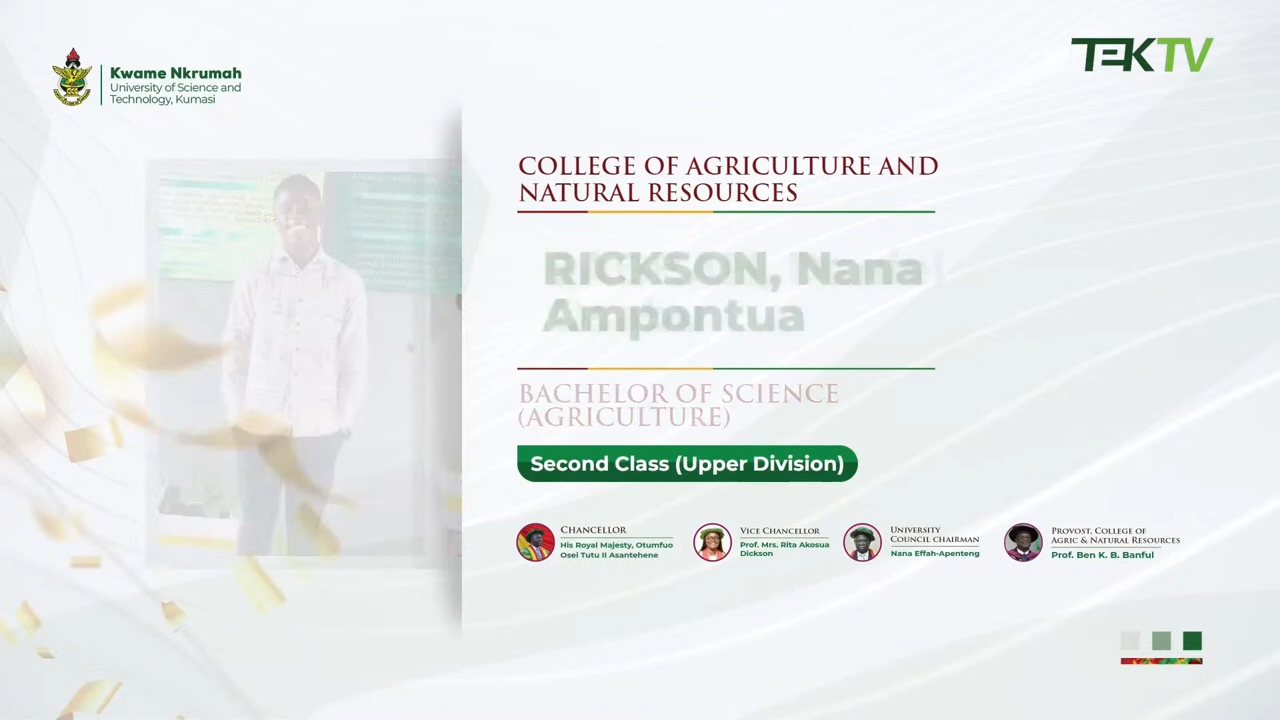 Kwame Nkrumah
University of Science and
Technology, Kumasi
TEKTV
COLLEGE OF AGRICULTURE AND
NATURAL RESOURCES
RICKSON, Nana
Ampontua
BACHELOR OF SCIENCE
(AGRICULTURE)
Second Class (Upper Division)
CHANCELLOR
His Royal Majesty, Otumfuo
Osei Tutu II Asantehene
VICE CHANCELLOR
Prof. Mrs. Rita Akosua
Dickson
UNIVERSITY
COUNCIL CHAIRMAN
Nana Effah-Apenteng
PROVOST, COLLEGE OF
AGRIC & NATURAL RESOURCES
Prof. Ben K. B. Banful